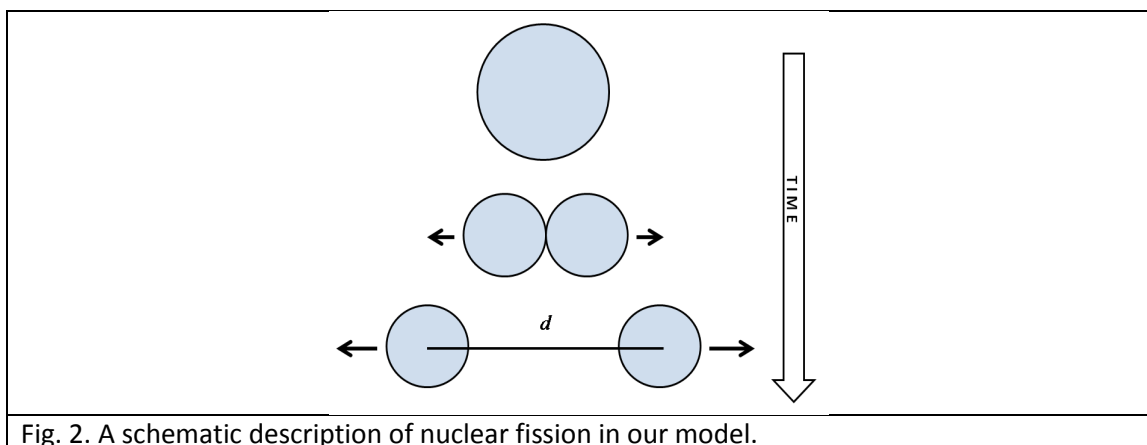 TIME
d
Fig. 2. A schematic description of nuclear fission in our model.